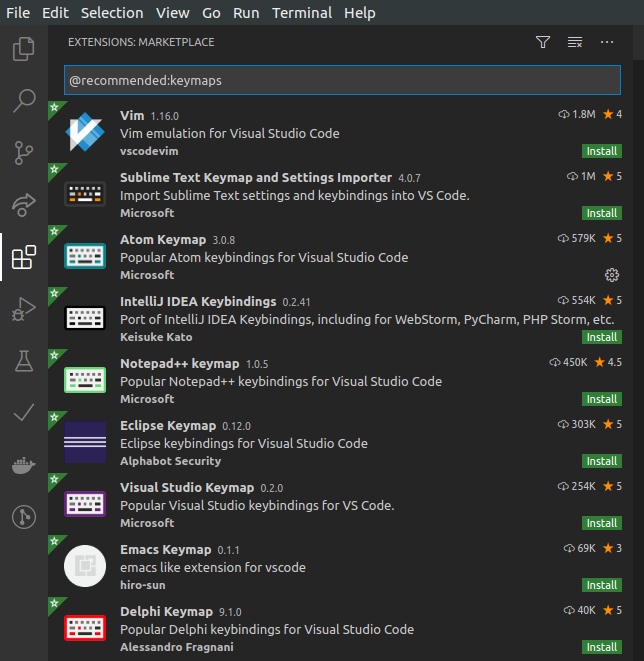 File Edit Selection View Go Run Terminal Help
EXTENSIONS: MARKETPLACE
@recommended:keymaps
Vim 1.16.0 1.8M 4
Vim emulation for Visual Studio Code
vscodevim Install
Sublime Text Keymap and Settings Importer 4.0.7 1M 5
Import Sublime Text settings and keybindings into VS Code.
Microsoft Install
Atom Keymap 3.0.8 579K 5
Popular Atom keybindings for Visual Studio Code
Microsoft
IntelliJ IDEA Keybindings 0.2.41 554K 5
Port of IntelliJ IDEA Keybindings, including for WebStorm, PyCharm, PHP Storm, etc.
Keisuke Kato Install
Notepad++ keymap 1.0.5 450K 4.5
Popular Notepad++ keybindings for Visual Studio Code
Microsoft Install
Eclipse Keymap 0.12.0 303K 5
Eclipse keybindings for Visual Studio Code
Alphabot Security Install
Visual Studio Keymap 0.2.0 254K 5
Popular Visual Studio keybindings for VS Code.
Microsoft Install
Emacs Keymap 0.1.1 69K 3
emacs like extension for vscode
hiro-sun Install
Delphi Keymap 9.1.0 40K 5
Popular Delphi keybindings for Visual Studio Code
Alessandro Fragnani Install